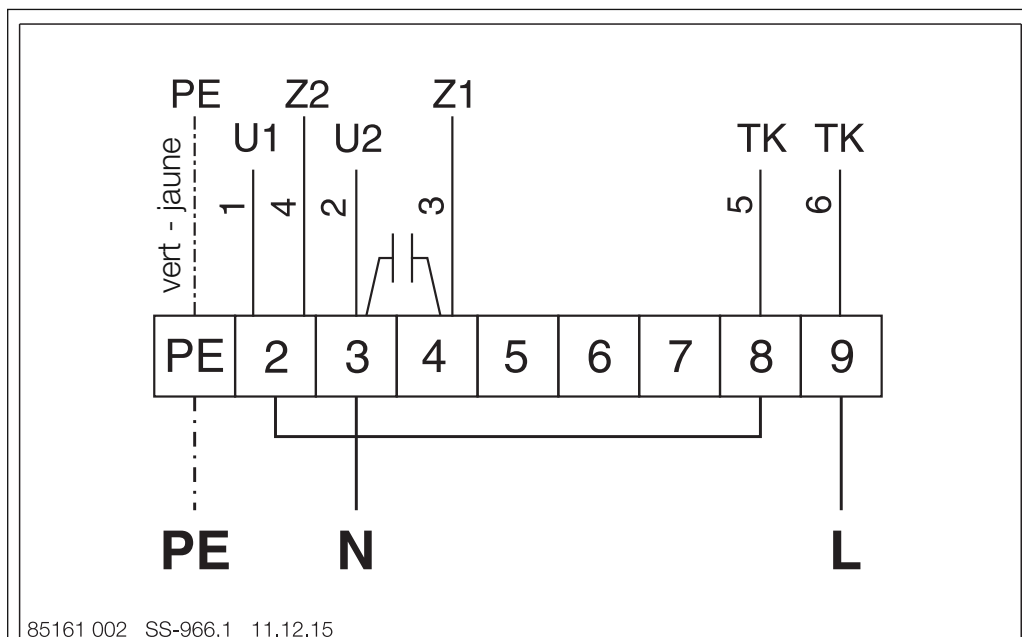 PE Z2 Z1
U1 U2 TK TK
vert - jaune
1 4 2 3 5 6
PE 2 3 4 5 6 7 8 9
PE N L
85161 002 SS-966.1 11.12.15